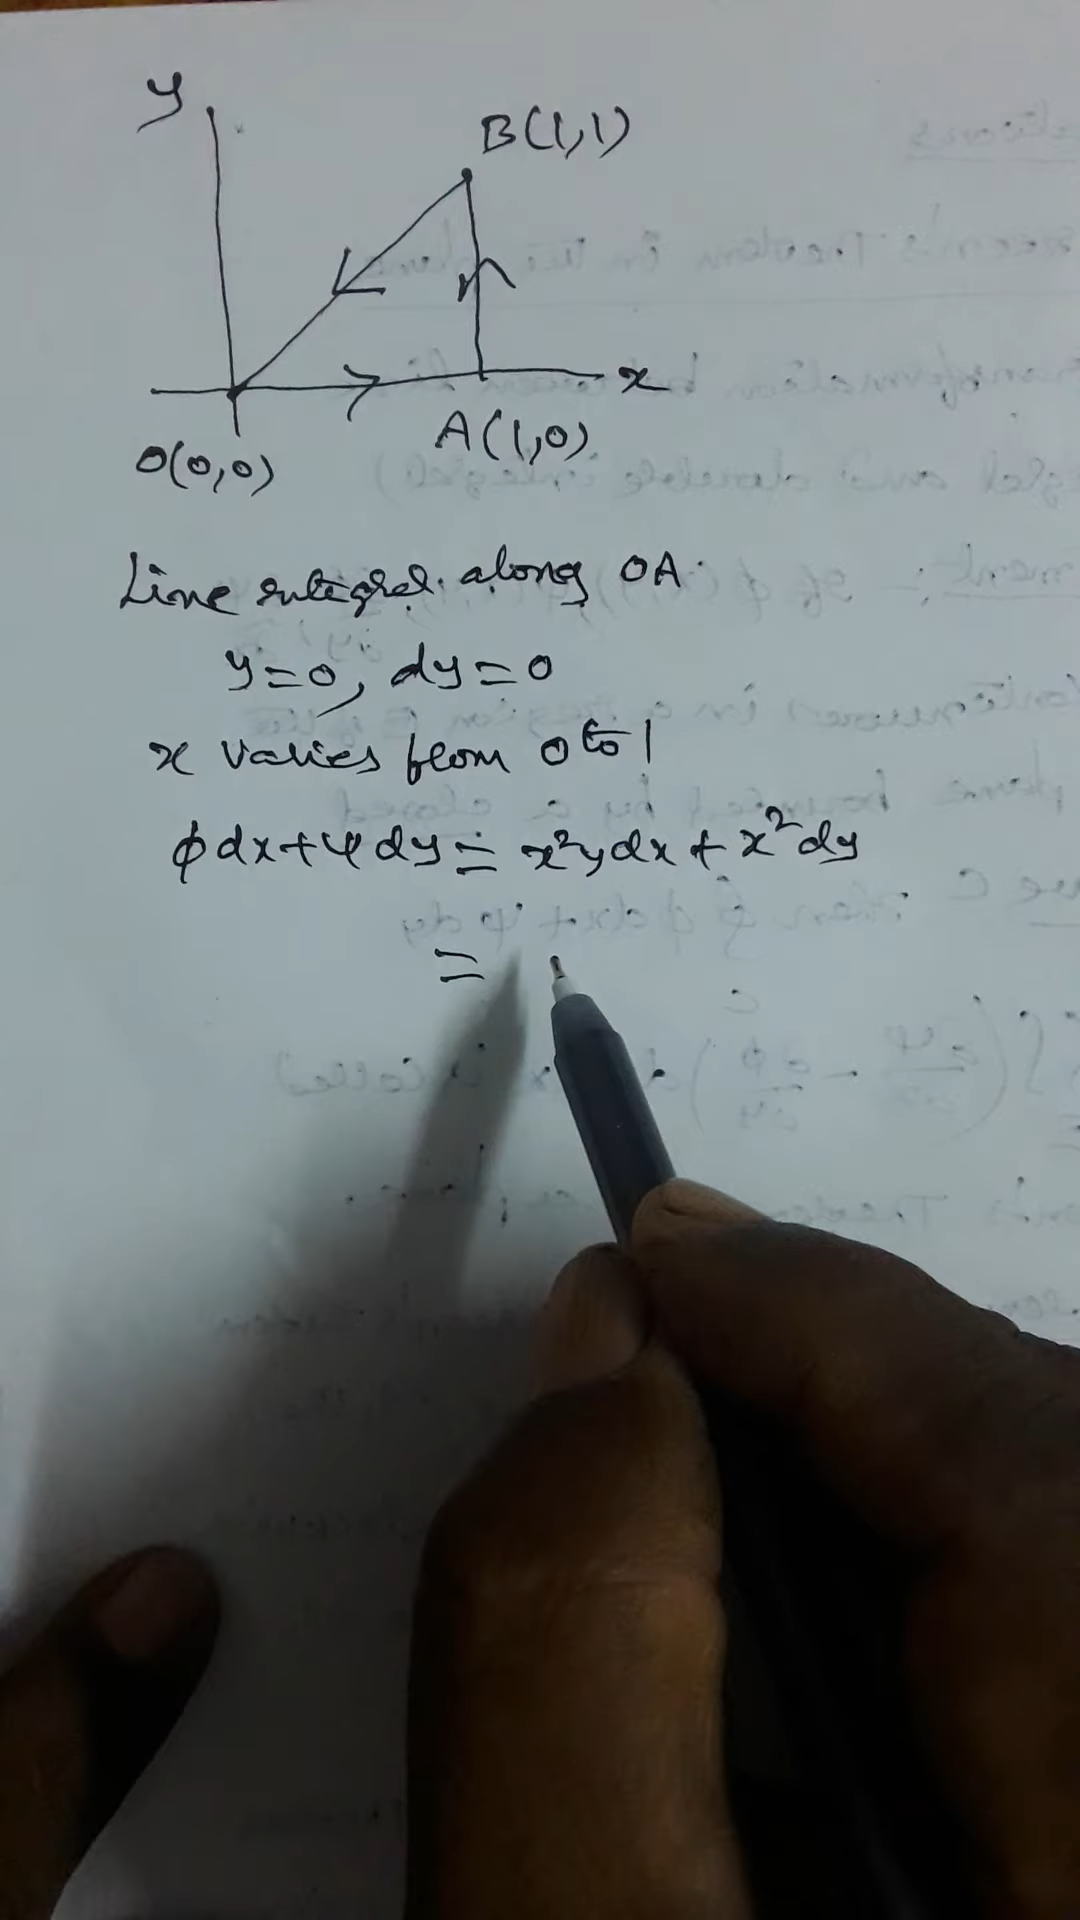 y
B(1,1)
x
A(1,0)
O(0,0)
Line integral along OA.
y=0, dy=0
x varies from 0 to 1
ϕdx+ψdy = x²ydx + x²dy
=